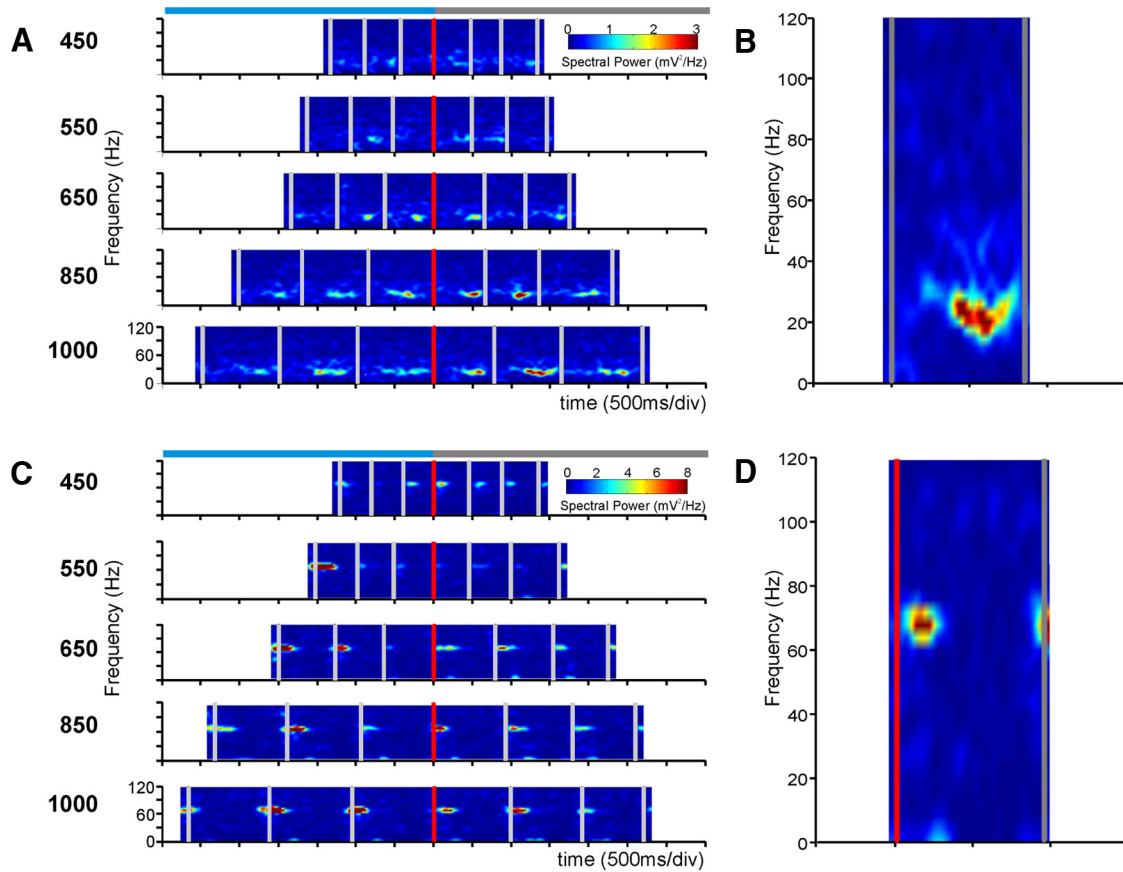 A
450
0 1 2 3
Spectral Power (mV²/Hz)
550
650
850
1000
Frequency (Hz)
120
60
0
time (500ms/div)
B
120
100
80
60
40
20
0
Frequency (Hz)
C
450
0 2 4 6 8
Spectral Power (mV²/Hz)
550
650
850
1000
Frequency (Hz)
120
60
0
time (500ms/div)
D
120
100
80
60
40
20
0
Frequency (Hz)